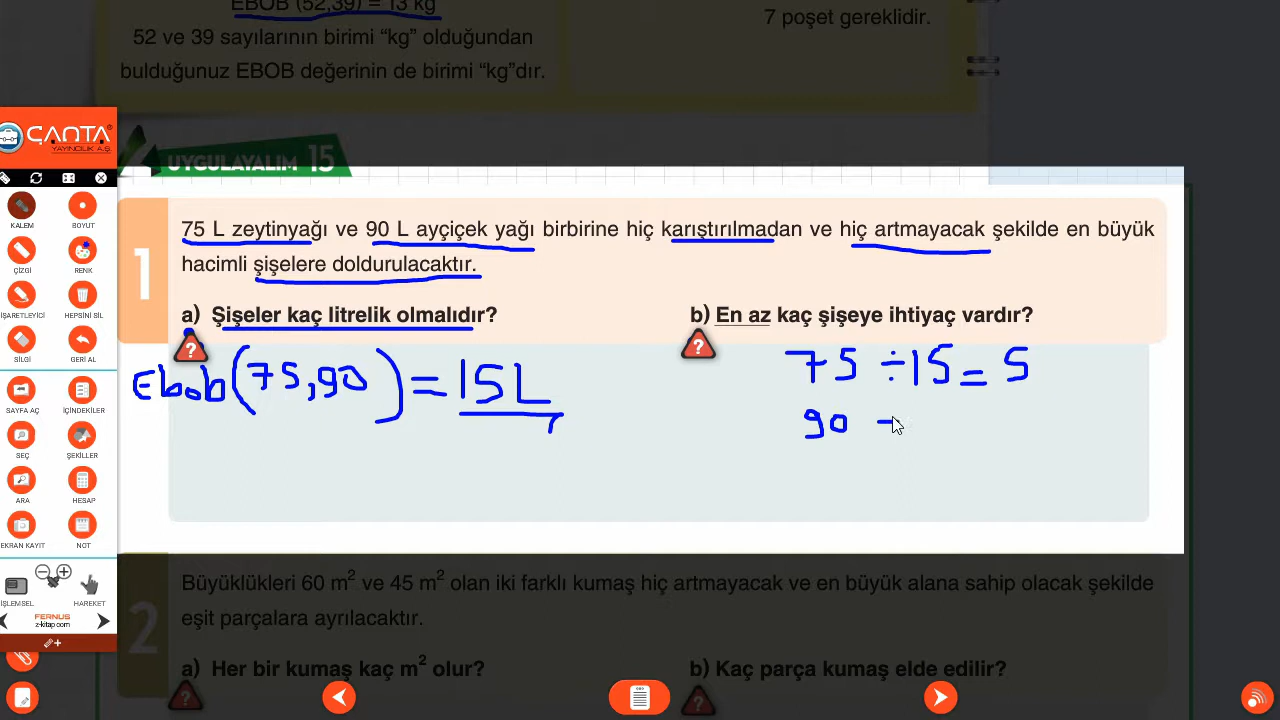 EBOB (52,39) = 13 kg
52 ve 39 sayılarının birimi “kg” olduğundan
bulduğunuz EBOB değerinin de birimi “kg”dır.
7 poşet gereklidir.
ÇANTA
YAYINCILIK A.Ş.
KALEM
BOYUT
ÇİZGİ
RENK
İŞARETLEYİCİ
HEPSİNİ SİL
SİLGİ
GERİ AL
SAYFA AÇ
İÇİNDEKİLER
SEÇ
ŞEKİLLER
ARA
HESAP
EKRAN KAYIT
NOT
İŞLEMSEL
HAREKET
FERNUS
z-kitap.com
UYGULAYALIM 15
1
75 L zeytinyağı ve 90 L ayçiçek yağı birbirine hiç karıştırılmadan ve hiç artmayacak şekilde en büyük
hacimli şişelere doldurulacaktır.
a) Şişeler kaç litrelik olmalıdır?
b) En az kaç şişeye ihtiyaç vardır?
Ebob(75,90) = 15L
75 ÷ 15 = 5
90 -
2
Büyüklükleri 60 m² ve 45 m² olan iki farklı kumaş hiç artmayacak ve en büyük alana sahip olacak şekilde
eşit parçalara ayrılacaktır.
a) Her bir kumaş kaç m² olur?
b) Kaç parça kumaş elde edilir?